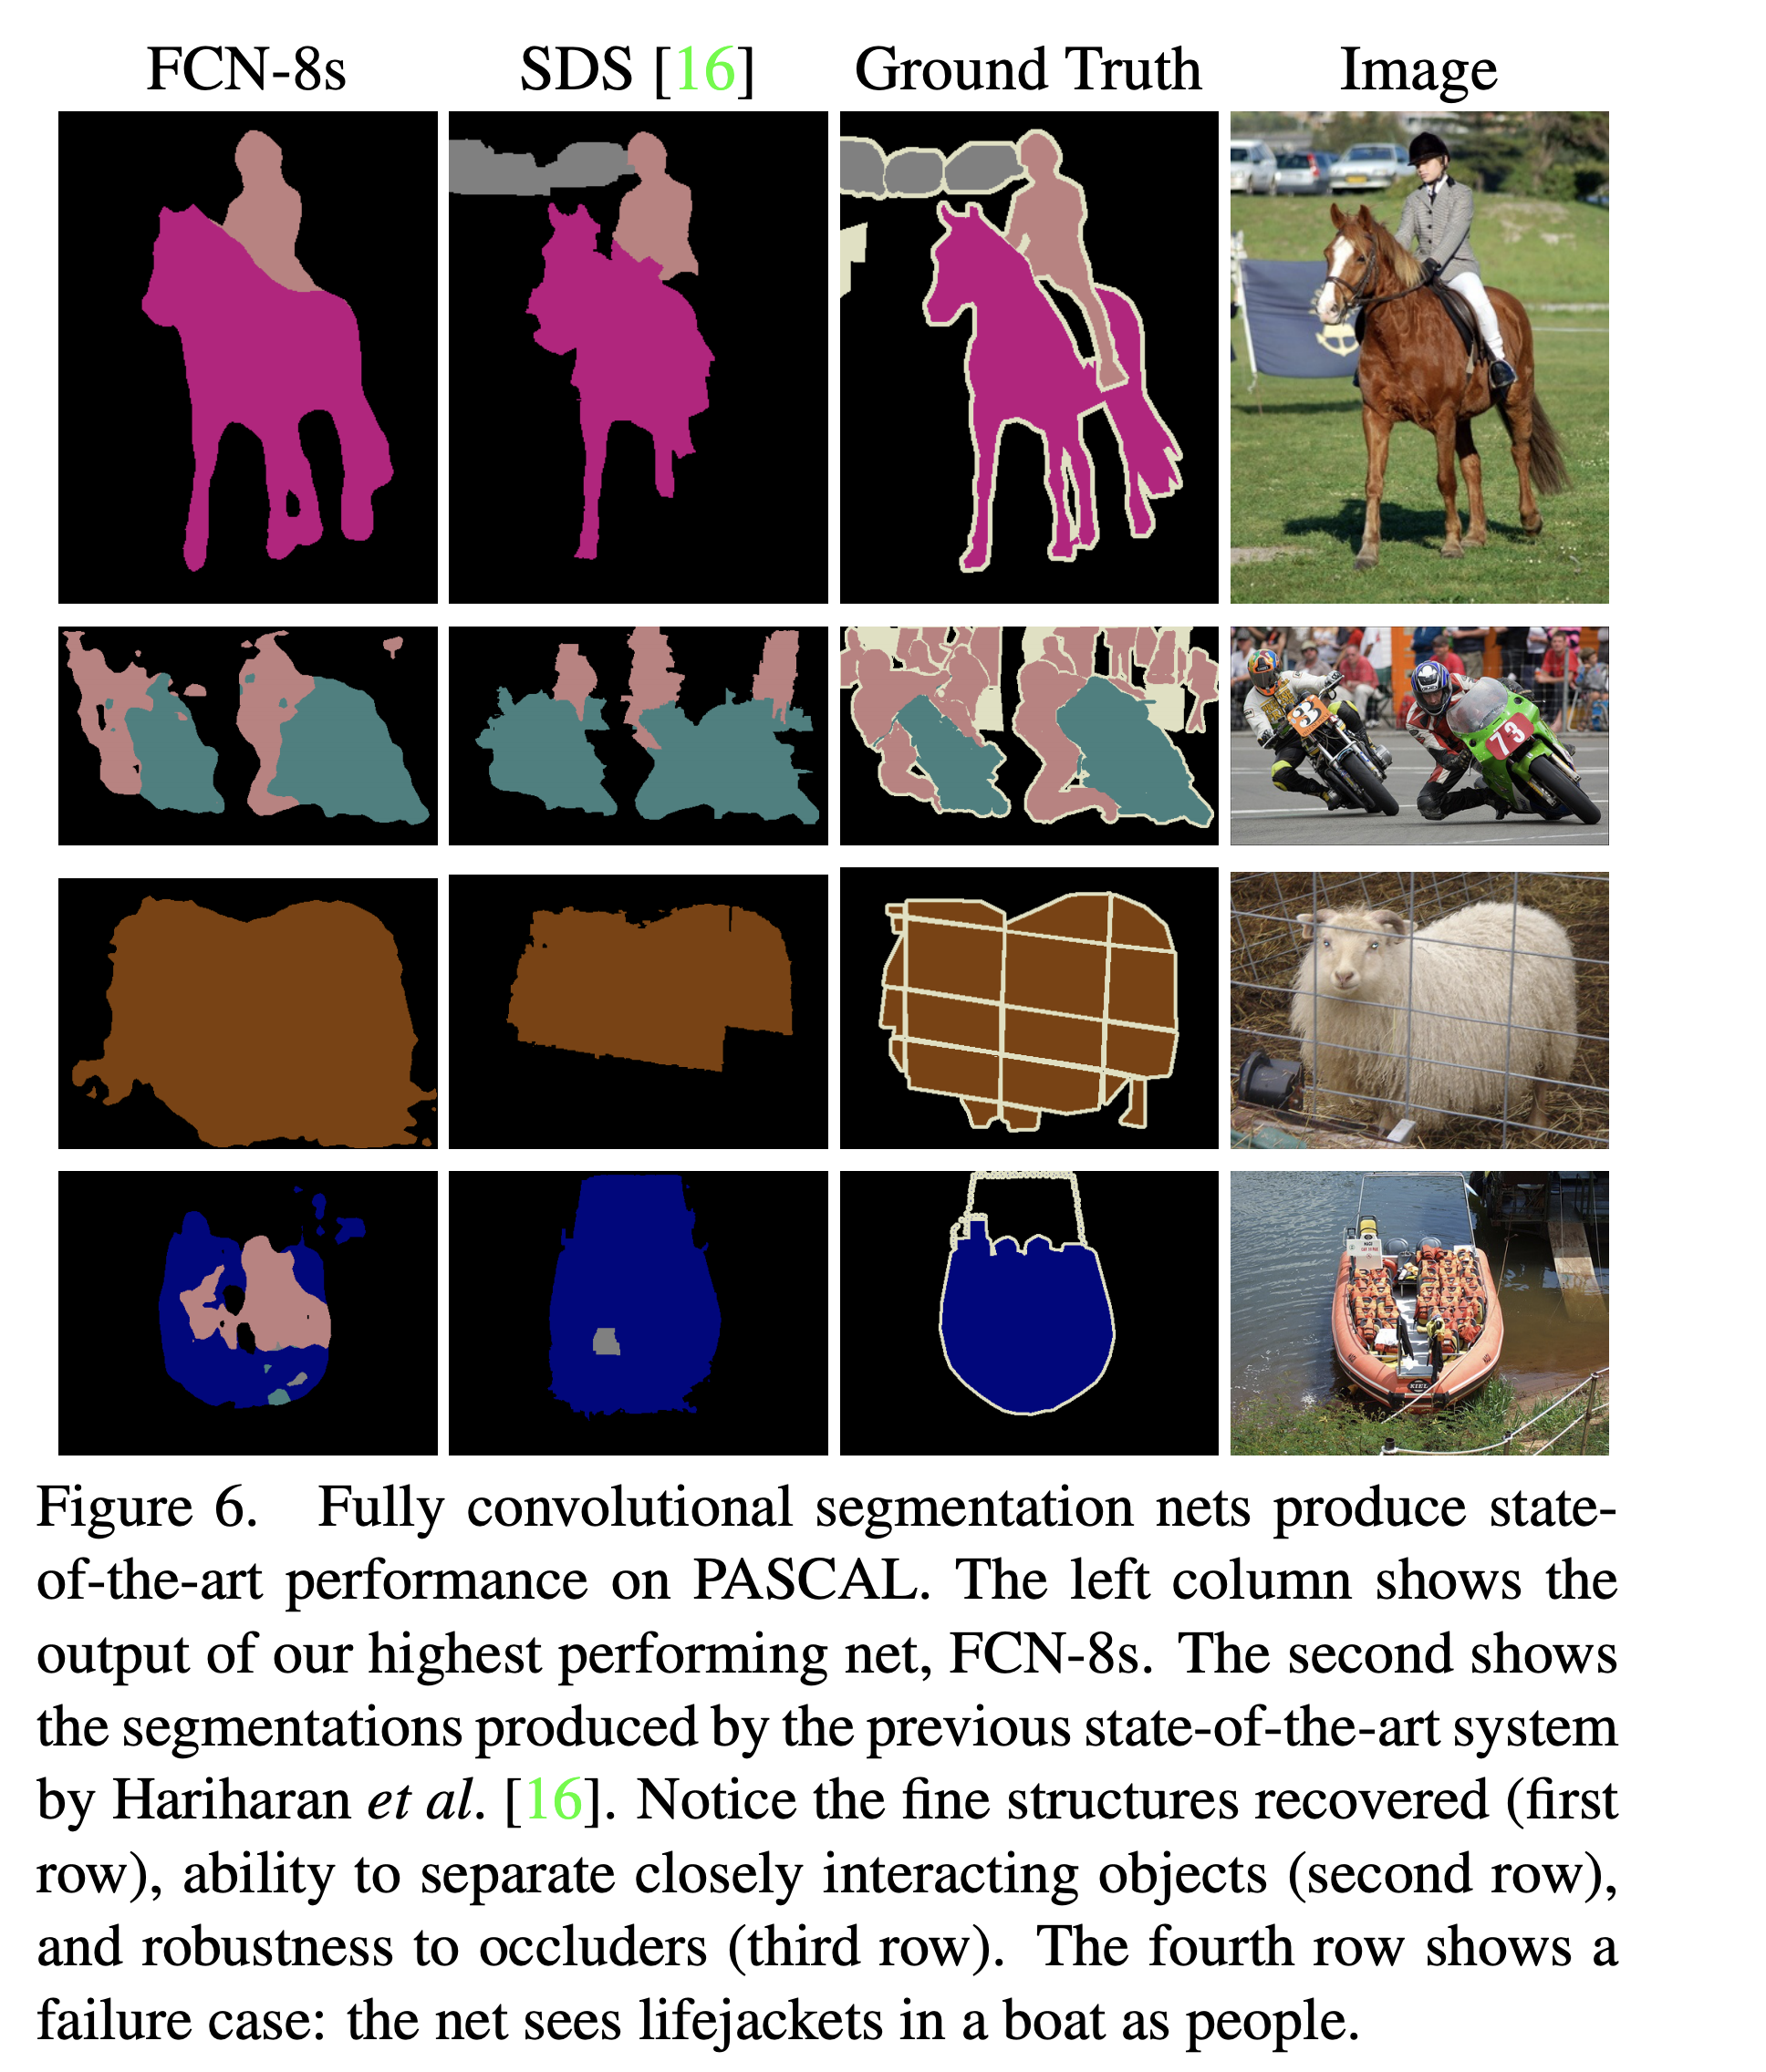 FCN-8s SDS [16] Ground Truth Image
73
KIEL
Figure 6. Fully convolutional segmentation nets produce state-
of-the-art performance on PASCAL. The left column shows the
output of our highest performing net, FCN-8s. The second shows
the segmentations produced by the previous state-of-the-art system
by Hariharan et al. [16]. Notice the fine structures recovered (first
row), ability to separate closely interacting objects (second row),
and robustness to occluders (third row). The fourth row shows a
failure case: the net sees lifejackets in a boat as people.